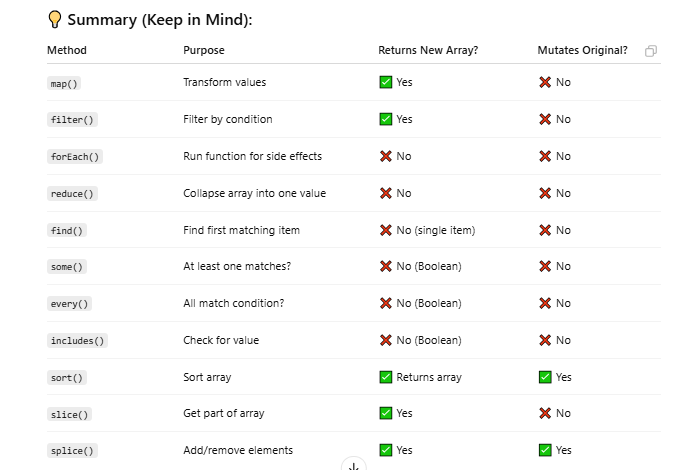 💡 Summary (Keep in Mind):
Method Purpose Returns New Array? Mutates Original?
map() Transform values ✅ Yes ❌ No
filter() Filter by condition ✅ Yes ❌ No
forEach() Run function for side effects ❌ No ❌ No
reduce() Collapse array into one value ❌ No ❌ No
find() Find first matching item ❌ No (single item) ❌ No
some() At least one matches? ❌ No (Boolean) ❌ No
every() All match condition? ❌ No (Boolean) ❌ No
includes() Check for value ❌ No (Boolean) ❌ No
sort() Sort array ✅ Returns array ✅ Yes
slice() Get part of array ✅ Yes ❌ No
splice() Add/remove elements ✅ Yes ✅ Yes